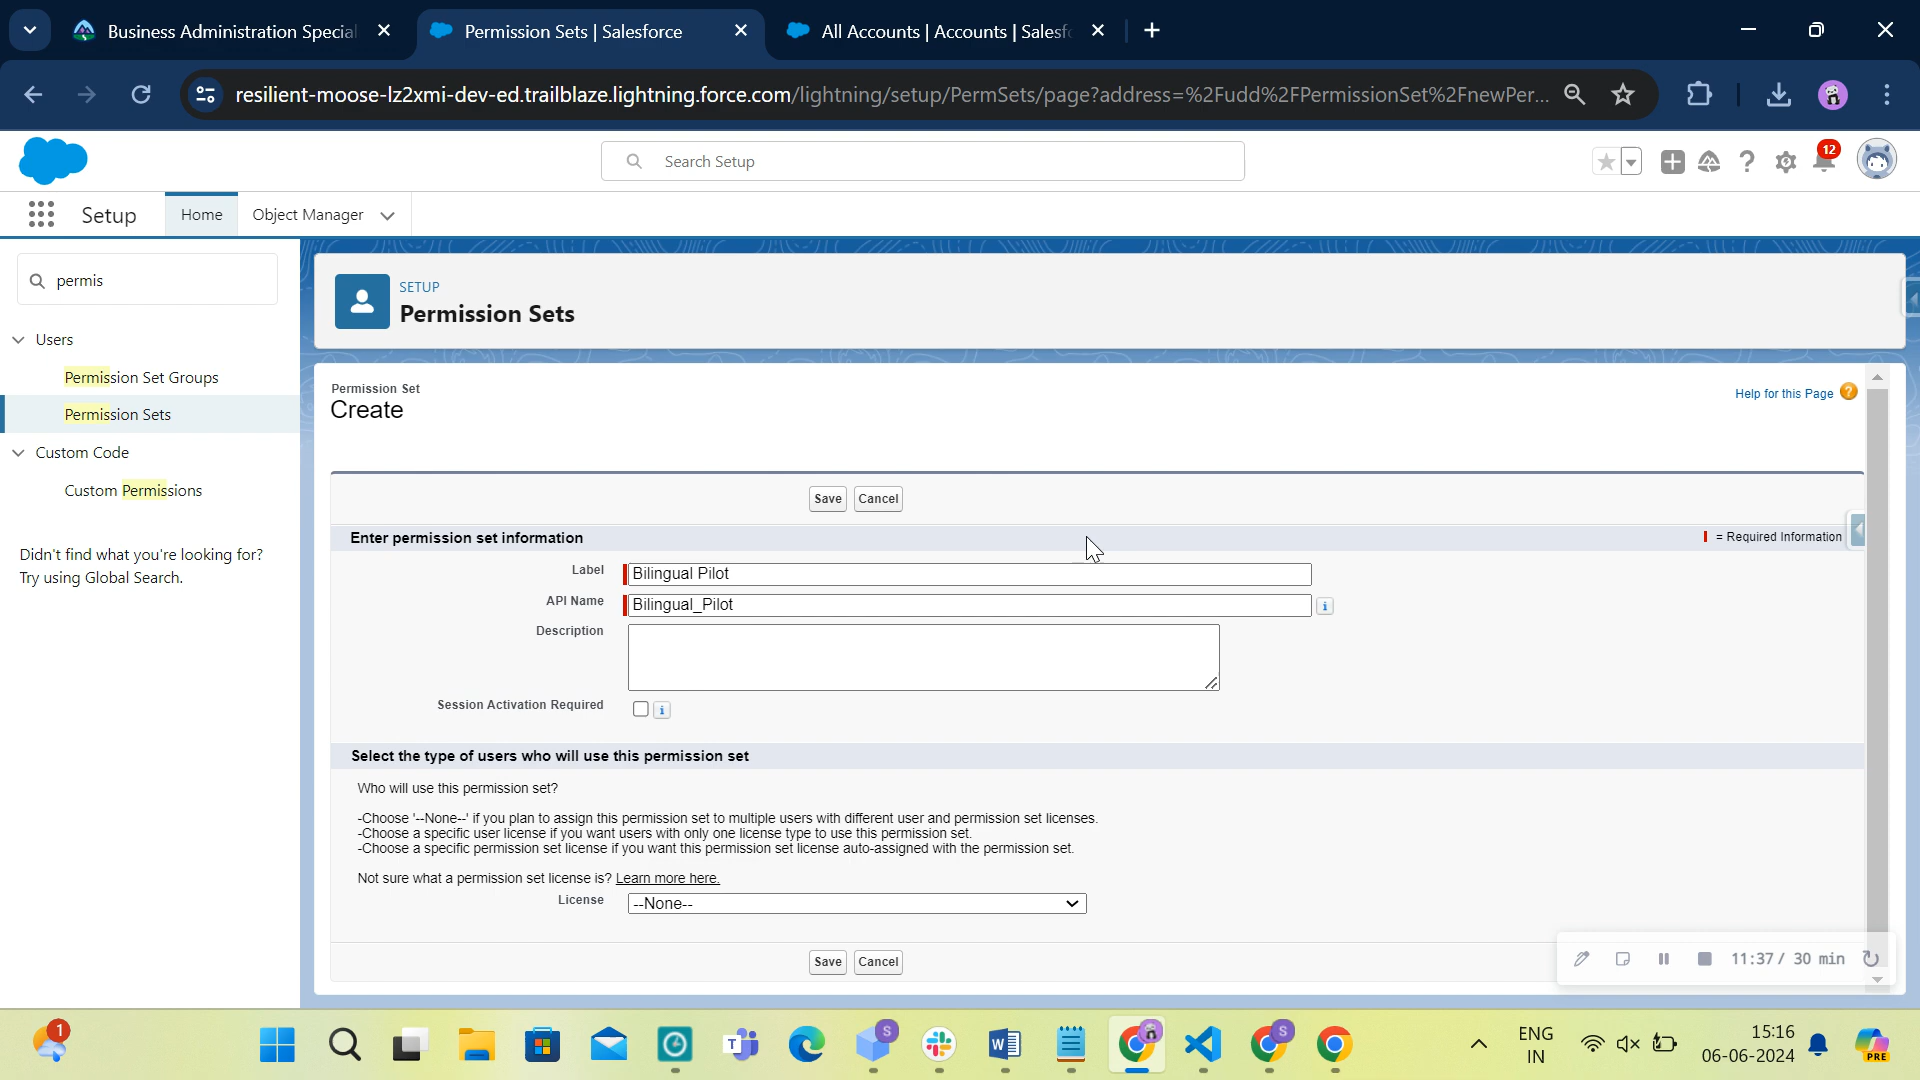 Business Administration Special
Permission Sets | Salesforce
All Accounts | Accounts | Salesf
resilient-moose-lz2xmi-dev-ed.trailblaze.lightning.force.com/lightning/setup/PermSets/page?address=%2Fudd%2FPermissionSet%2FnewPer...
Search Setup
12
Setup
Home
Object Manager
permis
Users
Permission Set Groups
Permission Sets
Custom Code
Custom Permissions
Didn't find what you're looking for?
Try using Global Search.
SETUP
Permission Sets
Permission Set
Create
Help for this Page
Save
Cancel
Enter permission set information
= Required Information
Label
Bilingual Pilot
API Name
Bilingual_Pilot
Description
Session Activation Required
Select the type of users who will use this permission set
Who will use this permission set?
-Choose '--None--' if you plan to assign this permission set to multiple users with different user and permission set licenses.
-Choose a specific user license if you want users with only one license type to use this permission set.
-Choose a specific permission set license if you want this permission set license auto-assigned with the permission set.
Not sure what a permission set license is? Learn more here.
License
--None--
Save
Cancel
11:37 / 30 min
1
S
S
ENG
IN
15:16
06-06-2024
PRE